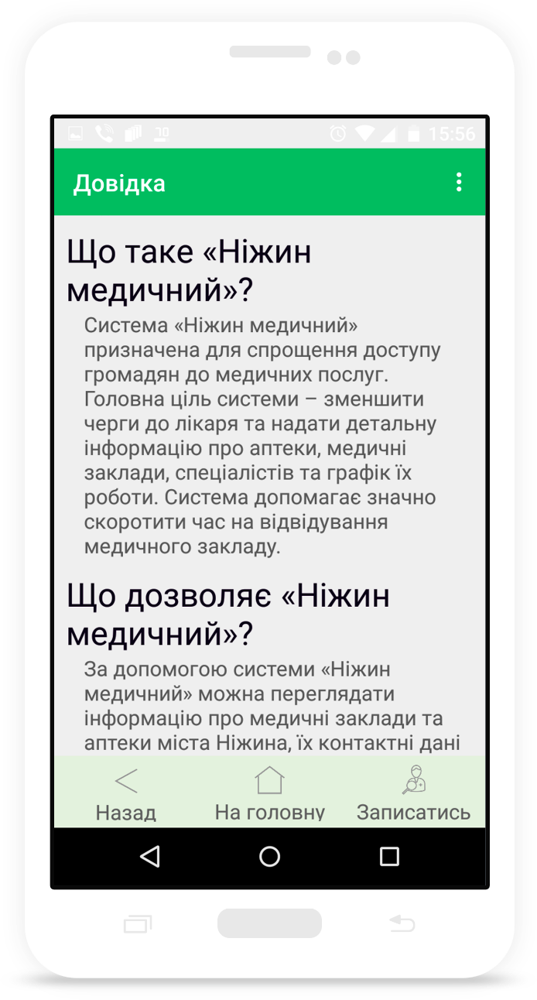 15:56
Довідка
Що таке «Ніжин
медичний»?
Система «Ніжин медичний»
призначена для спрощення доступу
громадян до медичних послуг.
Головна ціль системи – зменшити
черги до лікаря та надати детальну
інформацію про аптеки, медичні
заклади, спеціалістів та графік їх
роботи. Система допомагає значно
скоротити час на відвідування
медичного закладу.
Що дозволяє «Ніжин
медичний»?
За допомогою системи «Ніжин
медичний» можна переглядати
інформацію про медичні заклади та
аптеки міста Ніжина, їх контактні дані
Назад На головну Записатись